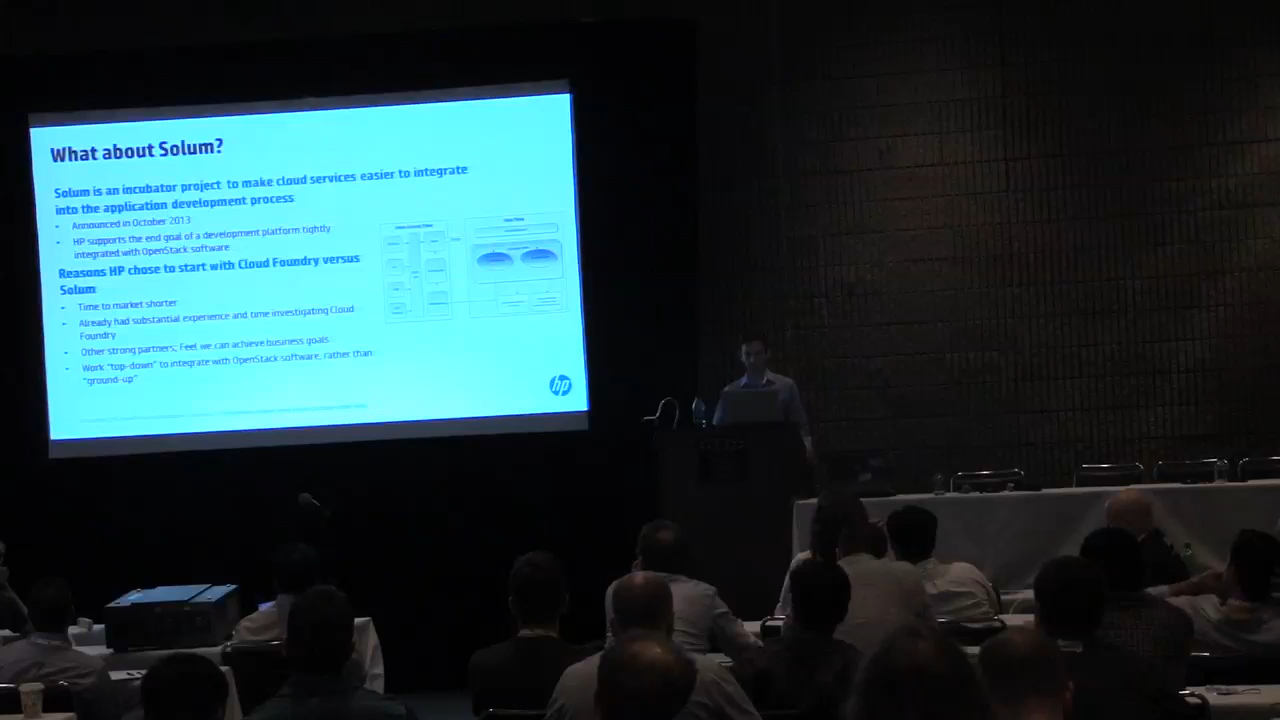 What about Solum?
Solum is an incubator project to make cloud services easier to integrate
into the application development process
• Announced in October 2013
• HP supports the end goal of a development platform tightly
integrated with OpenStack software
Reasons HP chose to start with Cloud Foundry versus
Solum
• Time to market shorter
• Already had substantial experience and time investigating Cloud
Foundry
• Other strong partners; Feel we can achieve business goals
• Work "top-down" to integrate with OpenStack software, rather than
"ground-up"
hp